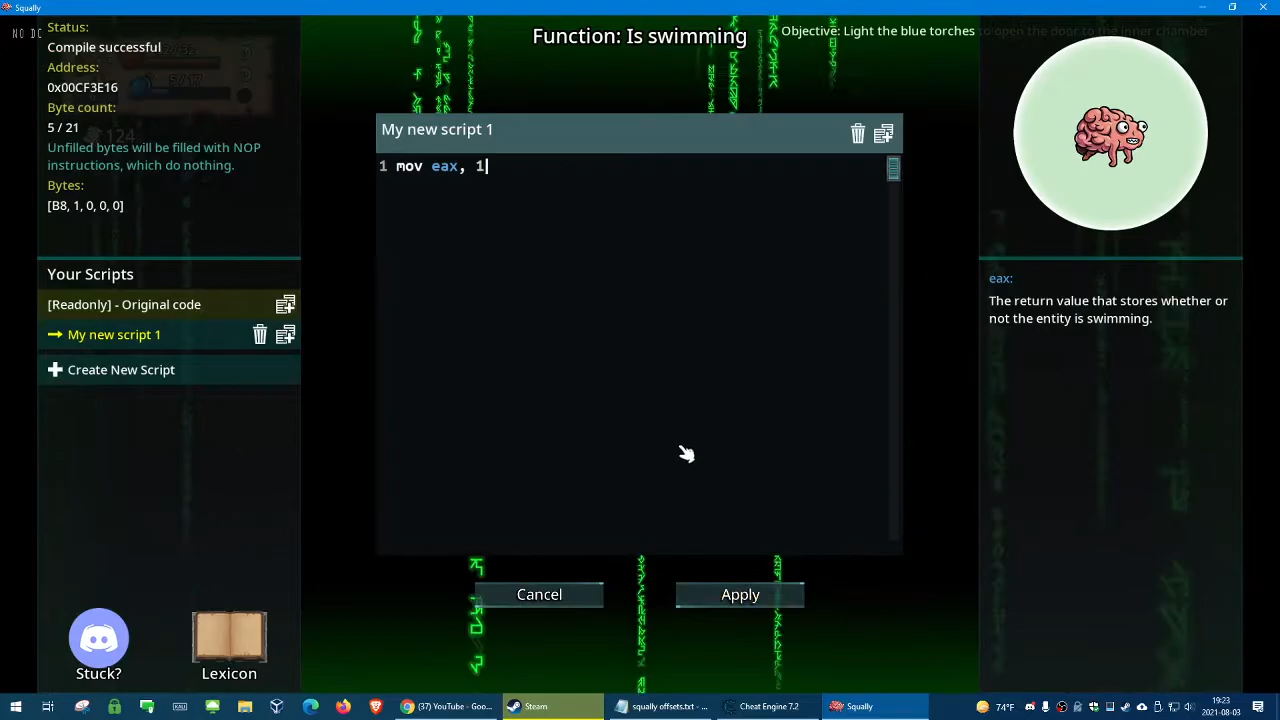 Squally
Status:
Compile successful
Address:
0x00CF3E16
Byte count:
5 / 21
124
Unfilled bytes will be filled with NOP
instructions, which do nothing.
Bytes:
[B8, 1, 0, 0, 0]
Function: Is swimming
Objective: Light the blue torches to open the door to the inner chamber
My new script 1
1 mov eax, 1
Your Scripts
[Readonly] - Original code
My new script 1
Create New Script
eax:
The return value that stores whether or
not the entity is swimming.
Cancel
Apply
Stuck?
Lexicon
(37) YouTube - Goo...
Steam
squally offsets.txt - ...
Cheat Engine 7.2
Squally
74°F
19:23
2021-08-03